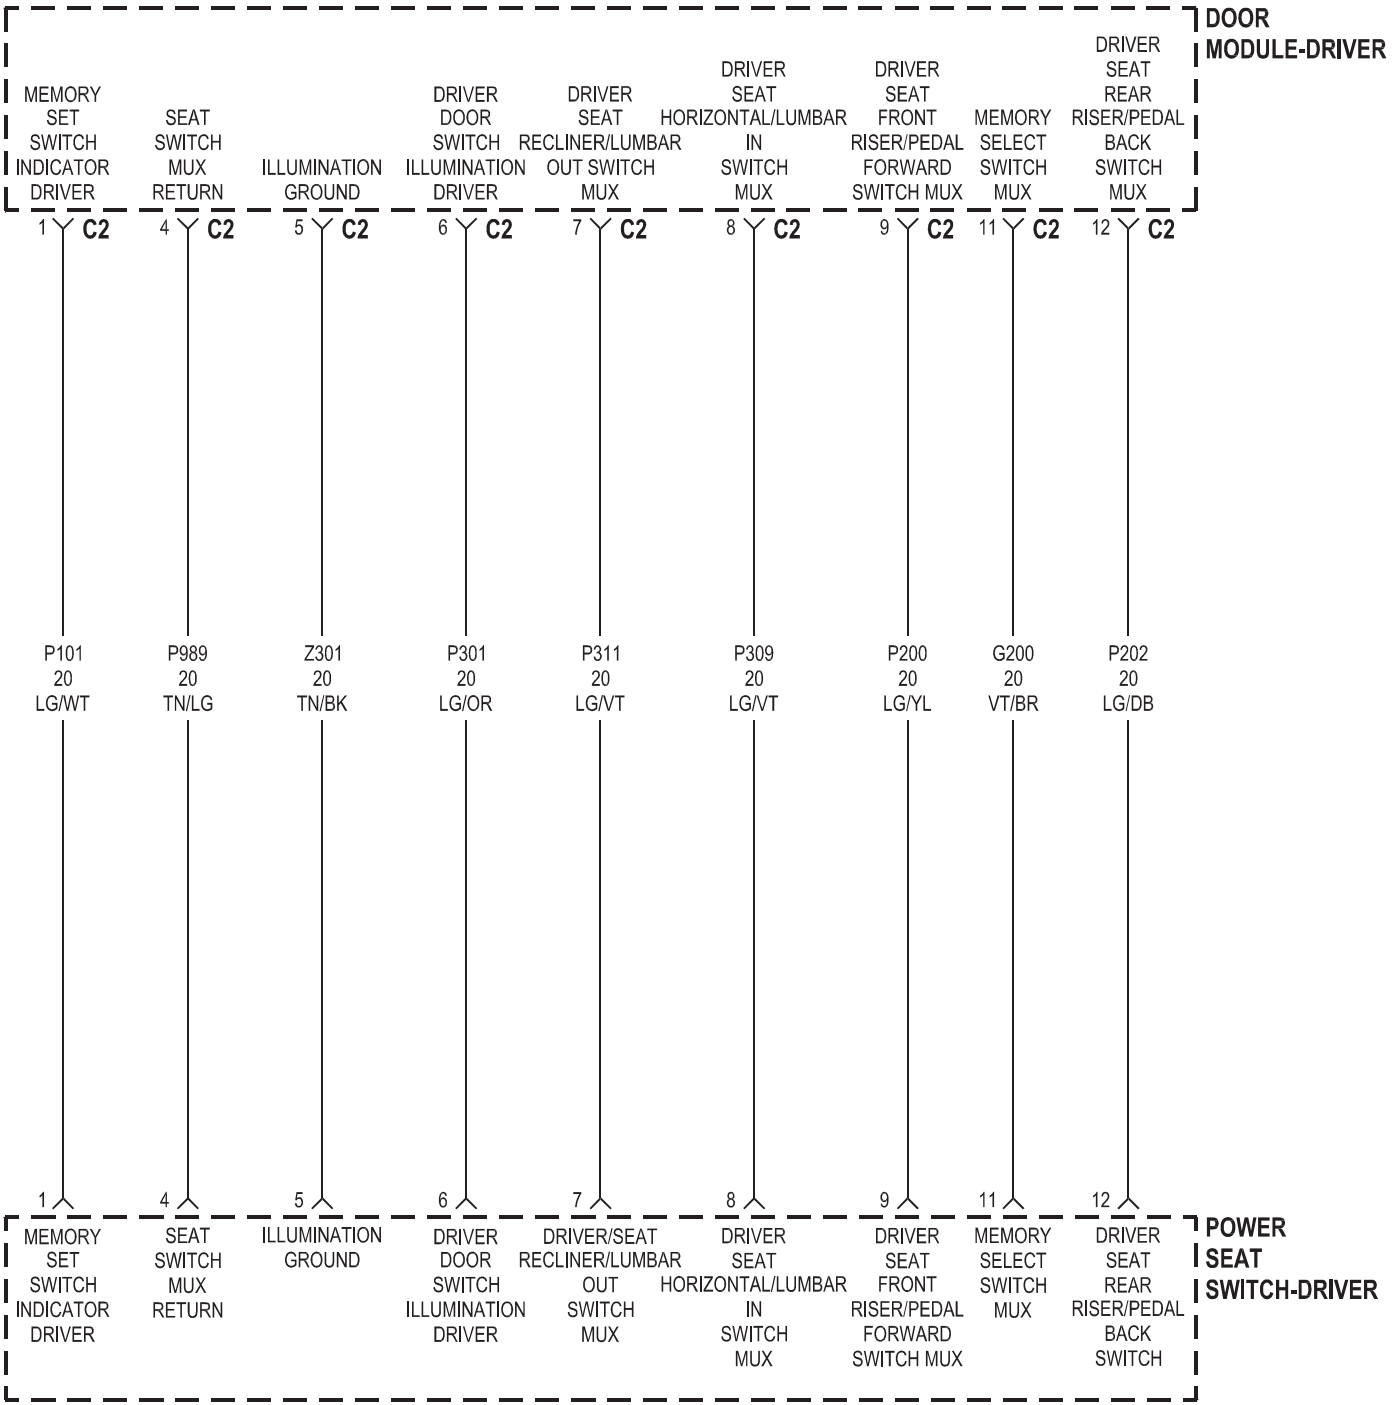 DOOR
MODULE-DRIVER
MEMORY
SET
SWITCH
INDICATOR
DRIVER
SEAT
SWITCH
MUX
RETURN
ILLUMINATION
GROUND
DRIVER
DOOR
SWITCH
ILLUMINATION
DRIVER
DRIVER
SEAT
RECLINER/LUMBAR
OUT SWITCH
MUX
DRIVER
SEAT
HORIZONTAL/LUMBAR
IN
SWITCH
MUX
DRIVER
SEAT
FRONT
RISER/PEDAL
FORWARD
SWITCH MUX
MEMORY
SELECT
SWITCH
MUX
DRIVER
SEAT
REAR
RISER/PEDAL
BACK
SWITCH
MUX
1 C2 4 C2 5 C2 6 C2 7 C2 8 C2 9 C2 11 C2 12 C2
P101
20
LG/WT
P989
20
TN/LG
Z301
20
TN/BK
P301
20
LG/OR
P311
20
LG/VT
P309
20
LG/VT
P200
20
LG/YL
G200
20
VT/BR
P202
20
LG/DB
1 4 5 6 7 8 9 11 12
MEMORY
SET
SWITCH
INDICATOR
DRIVER
SEAT
SWITCH
MUX
RETURN
ILLUMINATION
GROUND
DRIVER
DOOR
SWITCH
ILLUMINATION
DRIVER
DRIVER/SEAT
RECLINER/LUMBAR
OUT
SWITCH
MUX
DRIVER
SEAT
HORIZONTAL/LUMBAR
IN
SWITCH
MUX
DRIVER
SEAT
FRONT
RISER/PEDAL
FORWARD
SWITCH MUX
MEMORY
SELECT
SWITCH
MUX
DRIVER
SEAT
REAR
RISER/PEDAL
BACK
SWITCH
POWER
SEAT
SWITCH-DRIVER